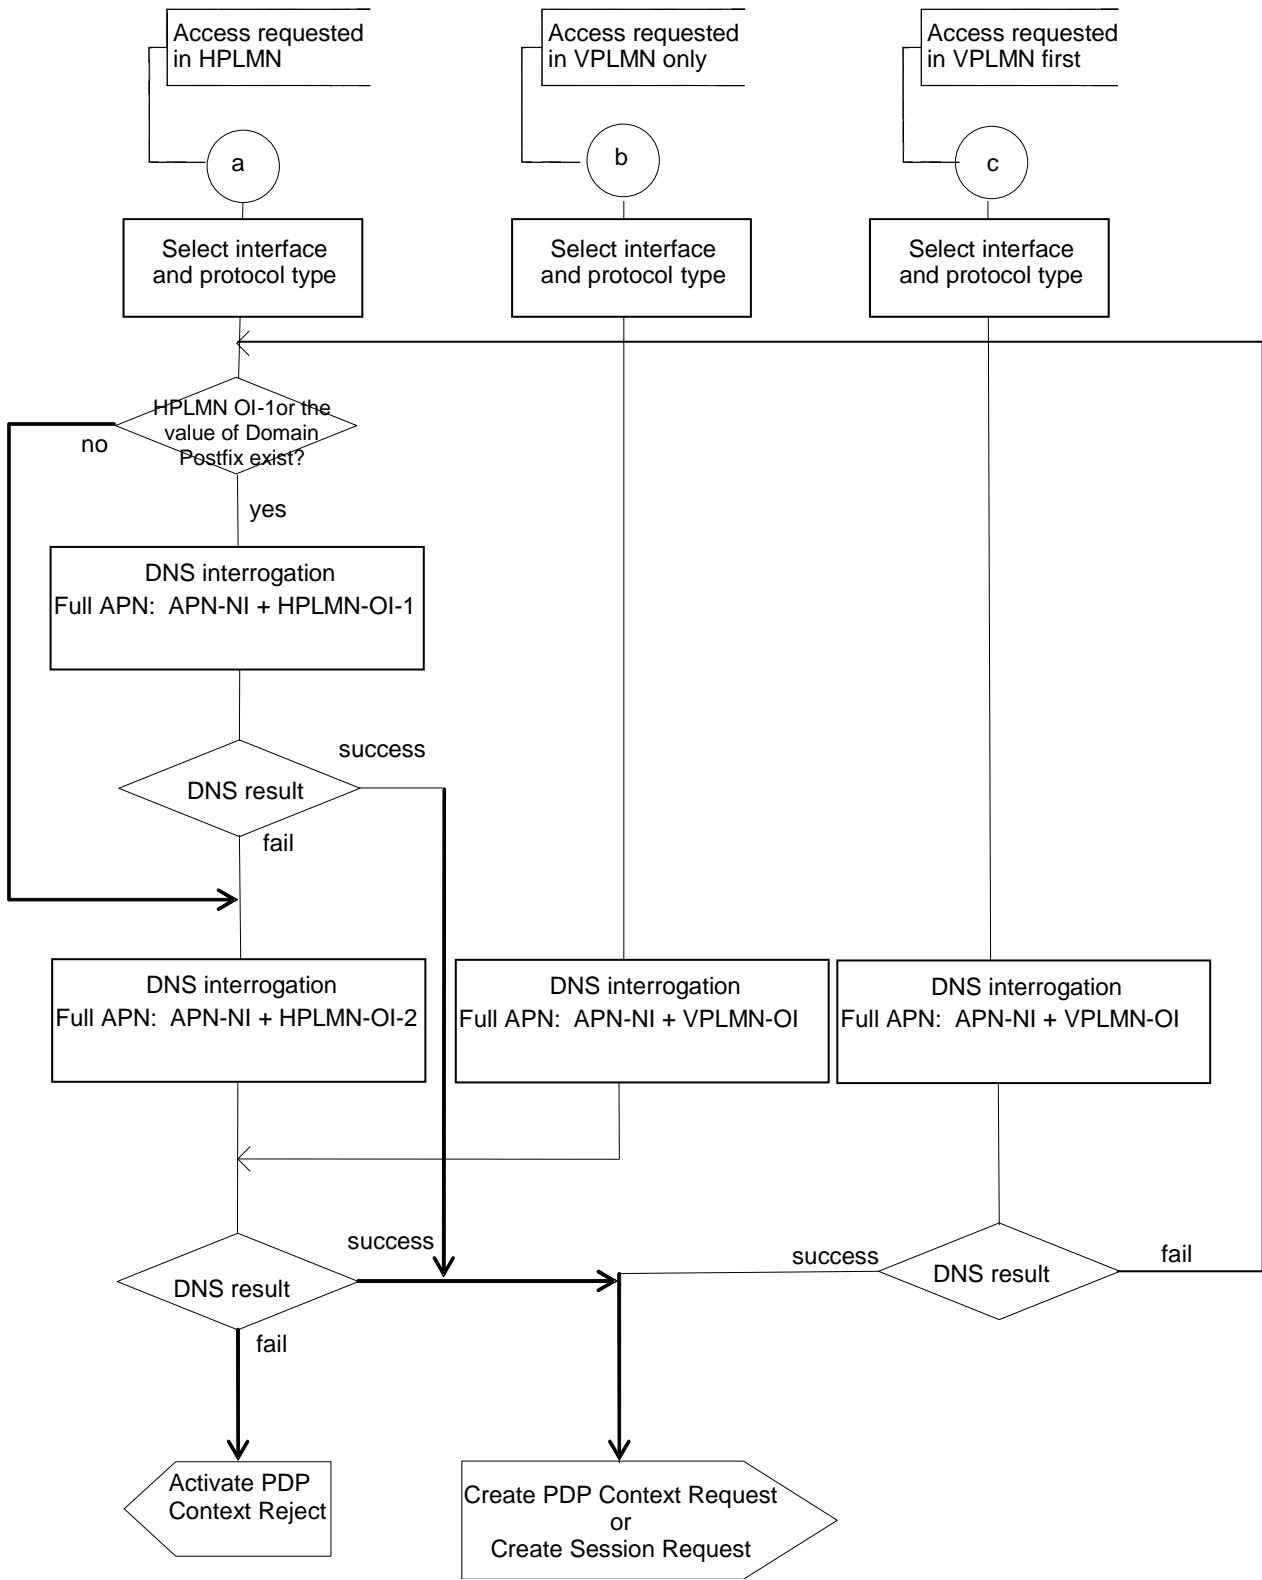 Access requested
in HPLMN
Access requested
in VPLMN only
Access requested
in VPLMN first
a
b
c
Select interface
and protocol type
Select interface
and protocol type
Select interface
and protocol type
HPLMN OI-1or the
value of Domain
Postfix exist?
no
yes
DNS interrogation
Full APN: APN-NI + HPLMN-OI-1
success
DNS result
fail
DNS interrogation
Full APN: APN-NI + HPLMN-OI-2
DNS interrogation
Full APN: APN-NI + VPLMN-OI
DNS interrogation
Full APN: APN-NI + VPLMN-OI
success
DNS result
fail
success
DNS result
fail
Activate PDP
Context Reject
Create PDP Context Request
or
Create Session Request